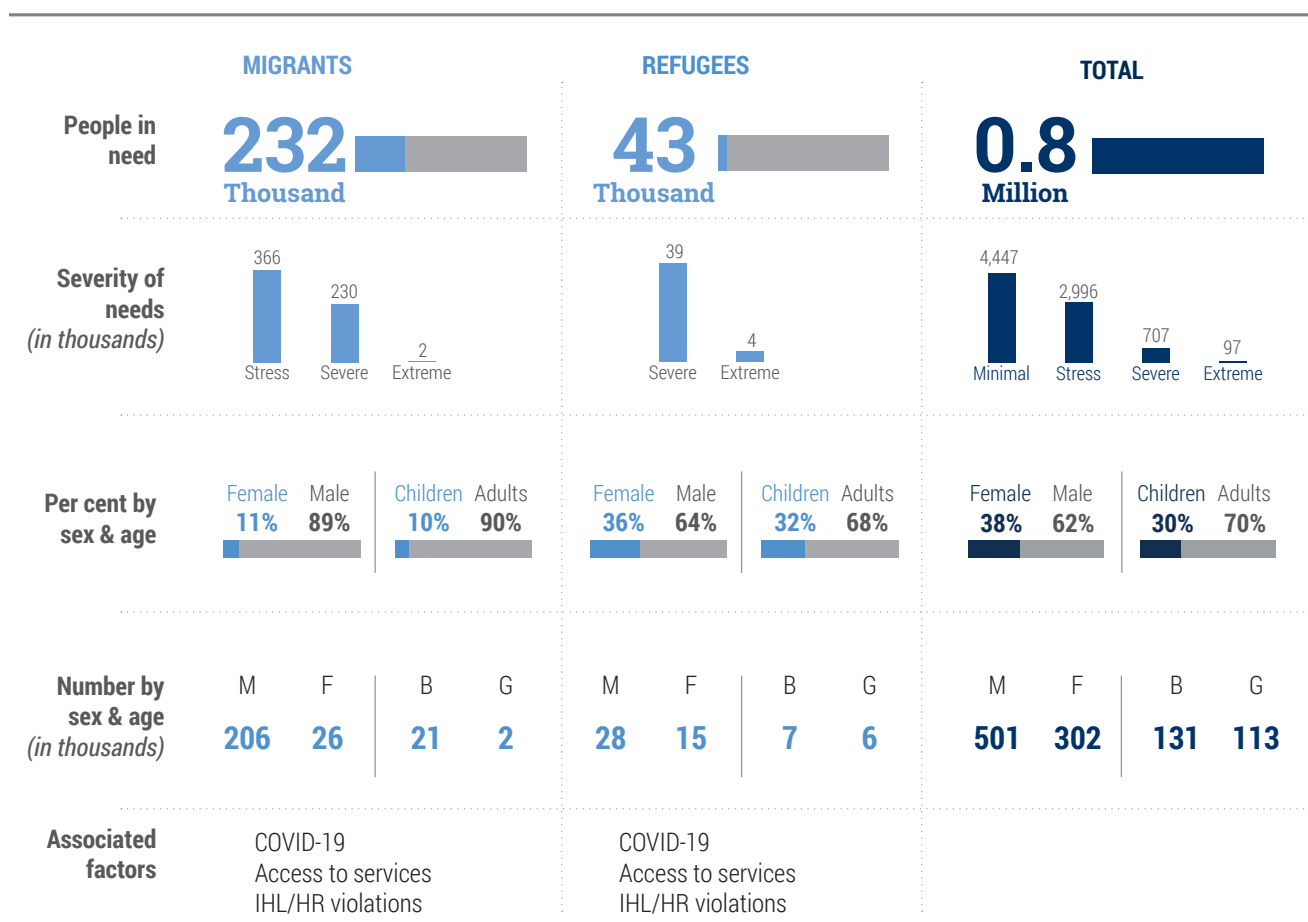 MIGRANTS REFUGEES TOTAL
People in
need
232
Thousand
43
Thousand
0.8
Million
Severity of
needs
(in thousands)
366
230
2
Stress Severe Extreme
39
4
Severe Extreme
4,447
2,996
707
97
Minimal Stress Severe Extreme
Per cent by
sex & age
Female Male Children Adults
11% 89% 10% 90%
Female Male Children Adults
36% 64% 32% 68%
Female Male Children Adults
38% 62% 30% 70%
Number by
sex & age
(in thousands)
M F B G
206 26 21 2
M F B G
28 15 7 6
M F B G
501 302 131 113
Associated
factors
COVID-19
Access to services
IHL/HR violations
COVID-19
Access to services
IHL/HR violations